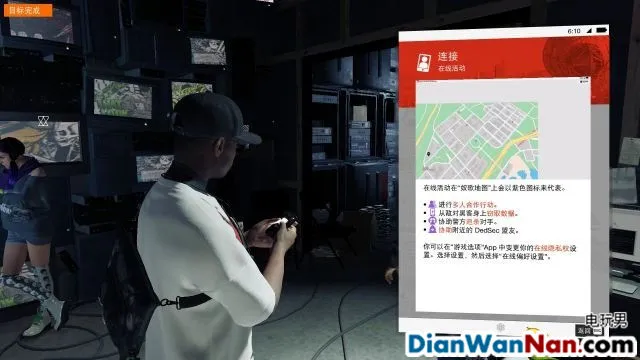 目标完成
6:10
连接
在线活动
在线活动在“奴歌地图”上会以紫色图标来代表。
• 进行多人合作行动。
• 从敌对黑客身上窃取数据。
• 协助警方追杀对手。
• 协助附近的 DedSec 盟友。
你可以在“游戏选项”App 中变更你的在线隐私权设
置。选择设置，然后选择“在线偏好设置”。
电玩男
返回
DianWanNan.Com